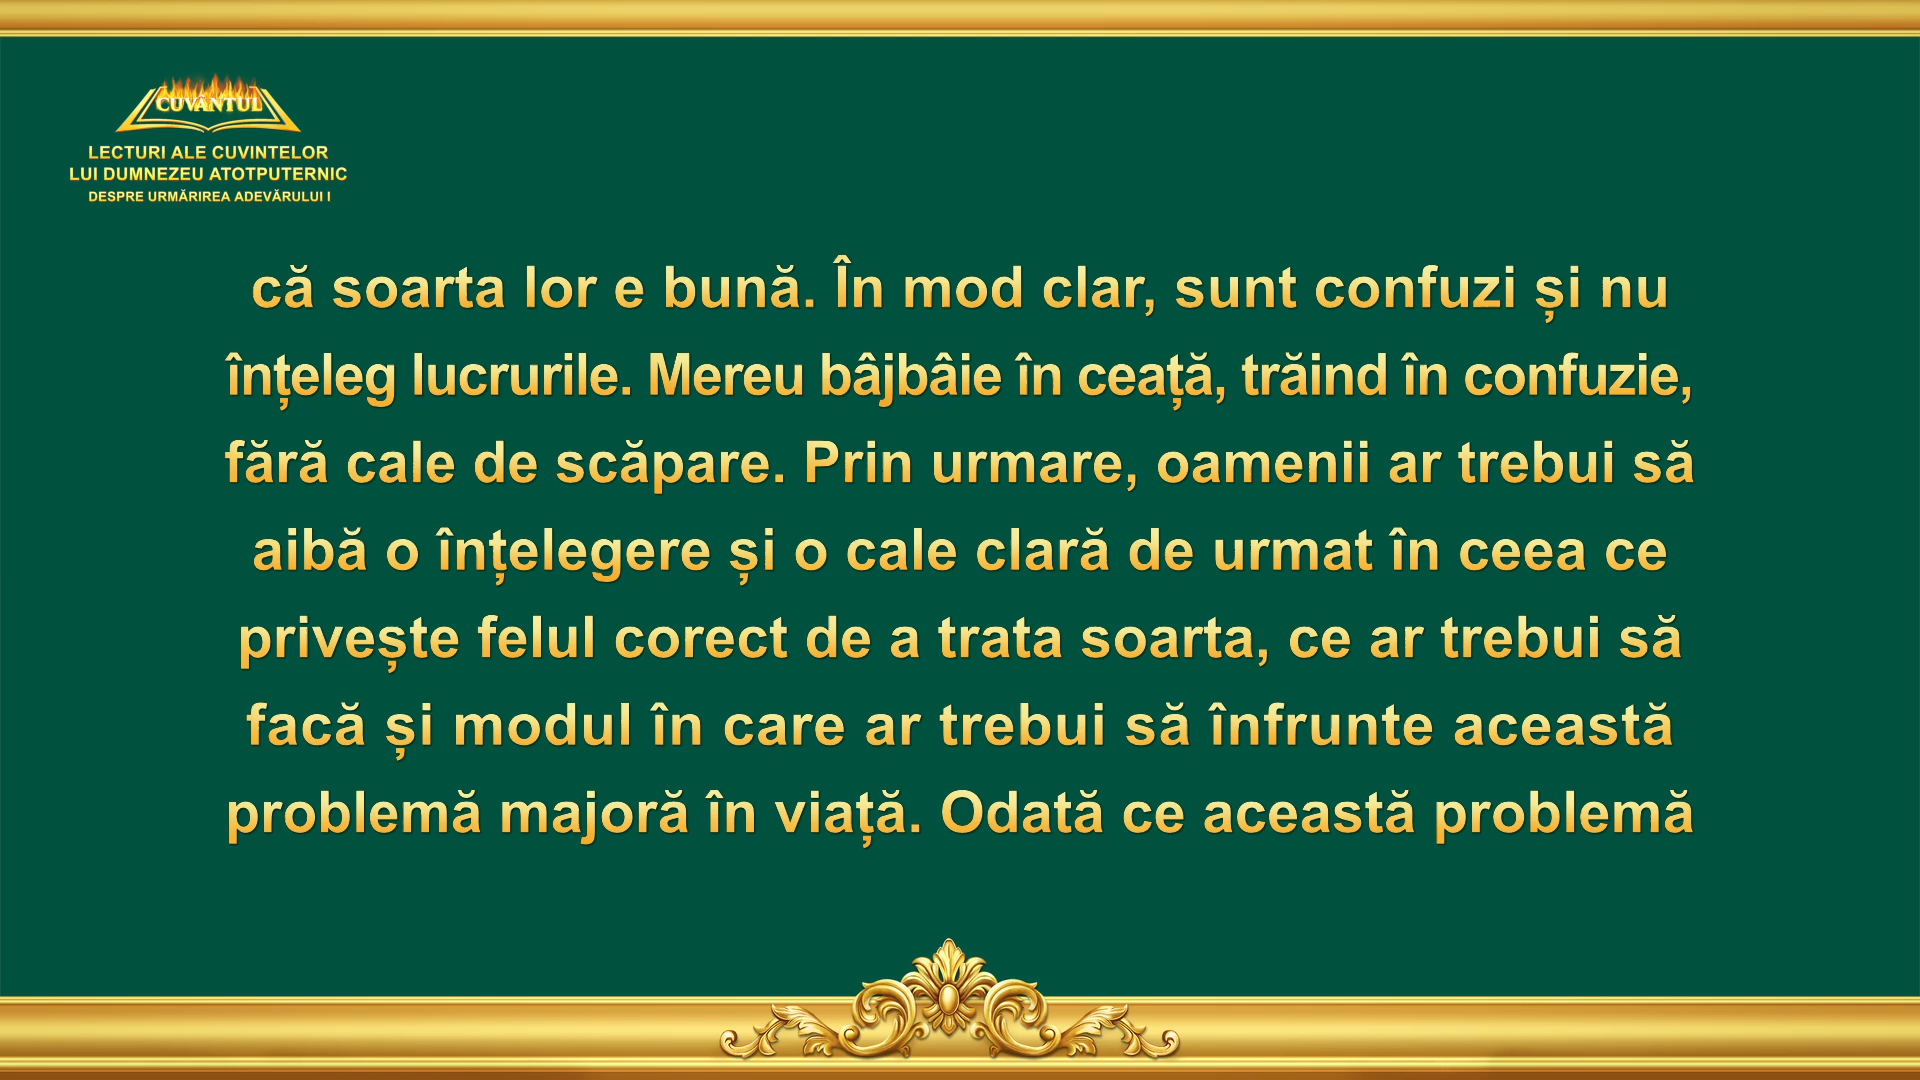 CUVÂNTUL
LECTURI ALE CUVINTELOR
LUI DUMNEZEU ATOTPUTERNIC
DESPRE URMĂRIREA ADEVĂRULUI I
că soarta lor e bună. În mod clar, sunt confuzi și nu
înțeleg lucrurile. Mereu bâjbâie în ceață, trăind în confuzie,
fără cale de scăpare. Prin urmare, oamenii ar trebui să
aibă o înțelegere și o cale clară de urmat în ceea ce
privește felul corect de a trata soarta, ce ar trebui să
facă și modul în care ar trebui să înfrunte această
problemă majoră în viață. Odată ce această problemă